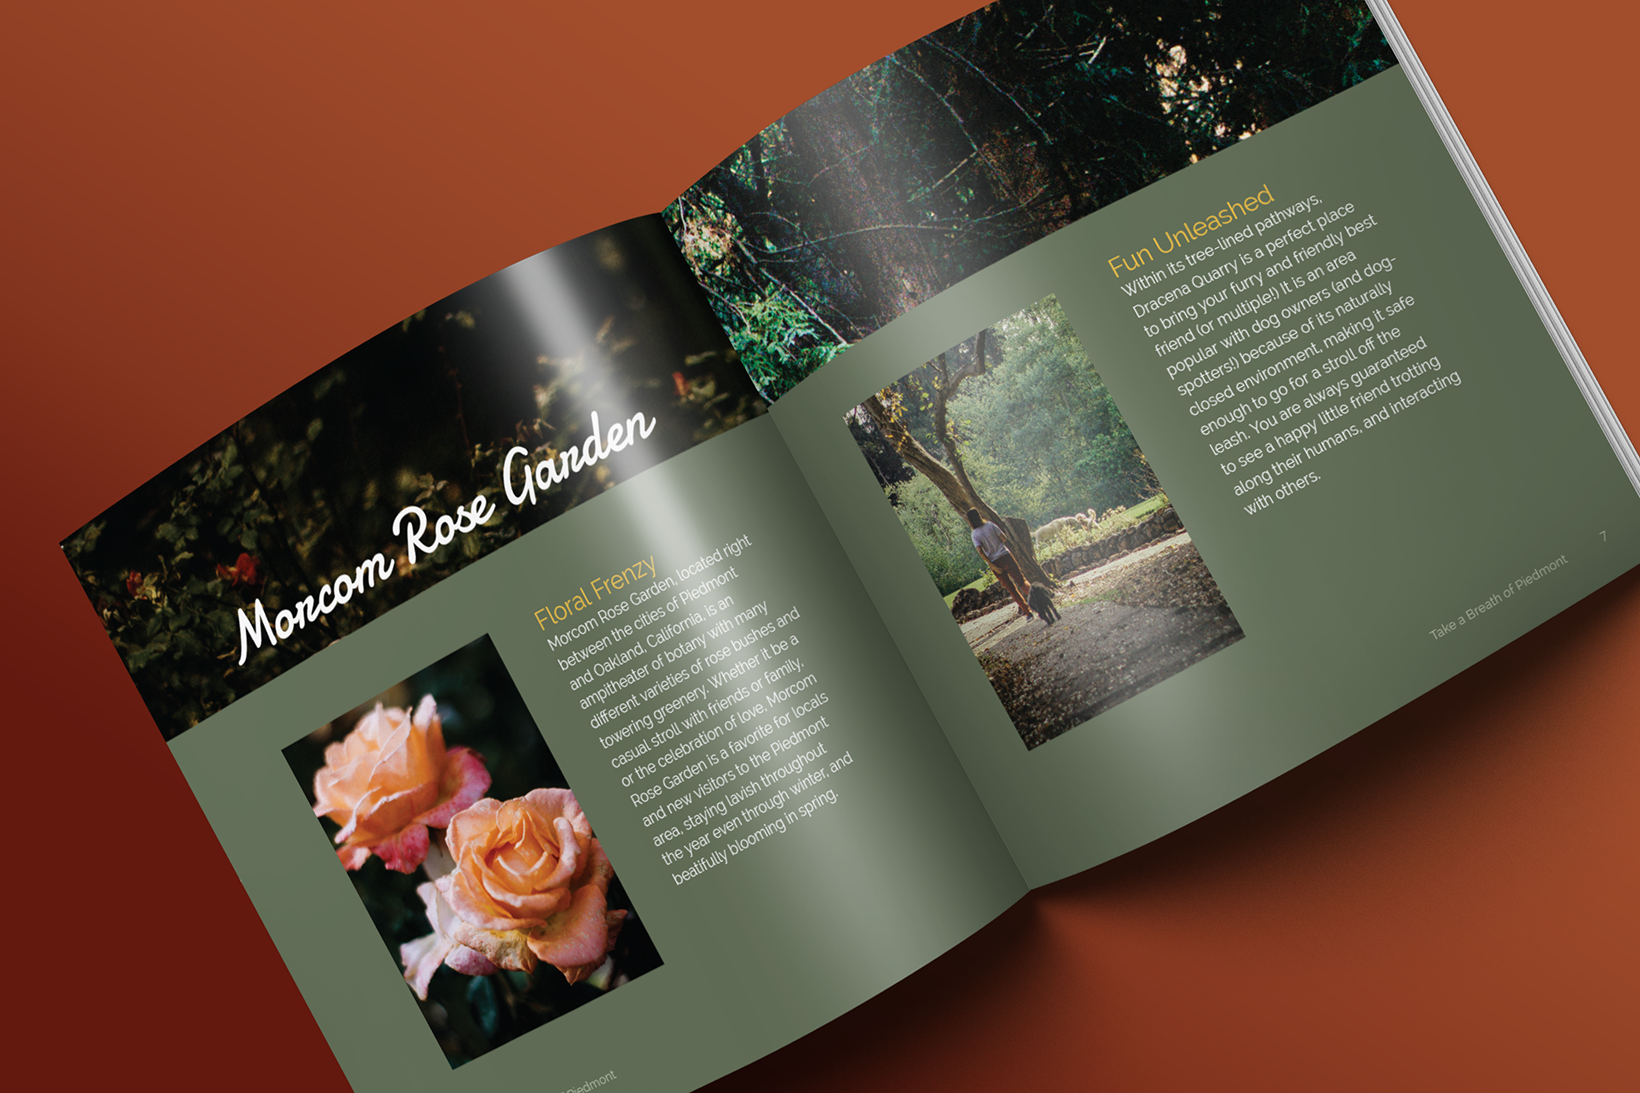 Morcom Rose Garden
Floral Frenzy
Morcom Rose Garden, located right
between the cities of Piedmont
and Oakland, California, is an
ampitheater of botany with many
different varieties of rose bushes and
towering greenery. Whether it be a
casual stroll with friends or family,
or the celebration of love, Morcom
Rose Garden is a favorite for locals
and new visitors to the Piedmont
area, staying lavish throughout
the year even through winter, and
beatifully blooming in spring.
Piedmont
Fun Unleashed
Within its tree-lined pathways,
Dracena Quarry is a perfect place
to bring your furry and friendly best
friend (or multiple!) It is an area
popular with dog owners (and dog-
spotters!) because of its naturally
closed environment, making it safe
enough to go for a stroll off the
leash. You are always guaranteed
to see a happy little friend trotting
along their humans, and interacting
with others.
Take a Breath of Piedmont
7